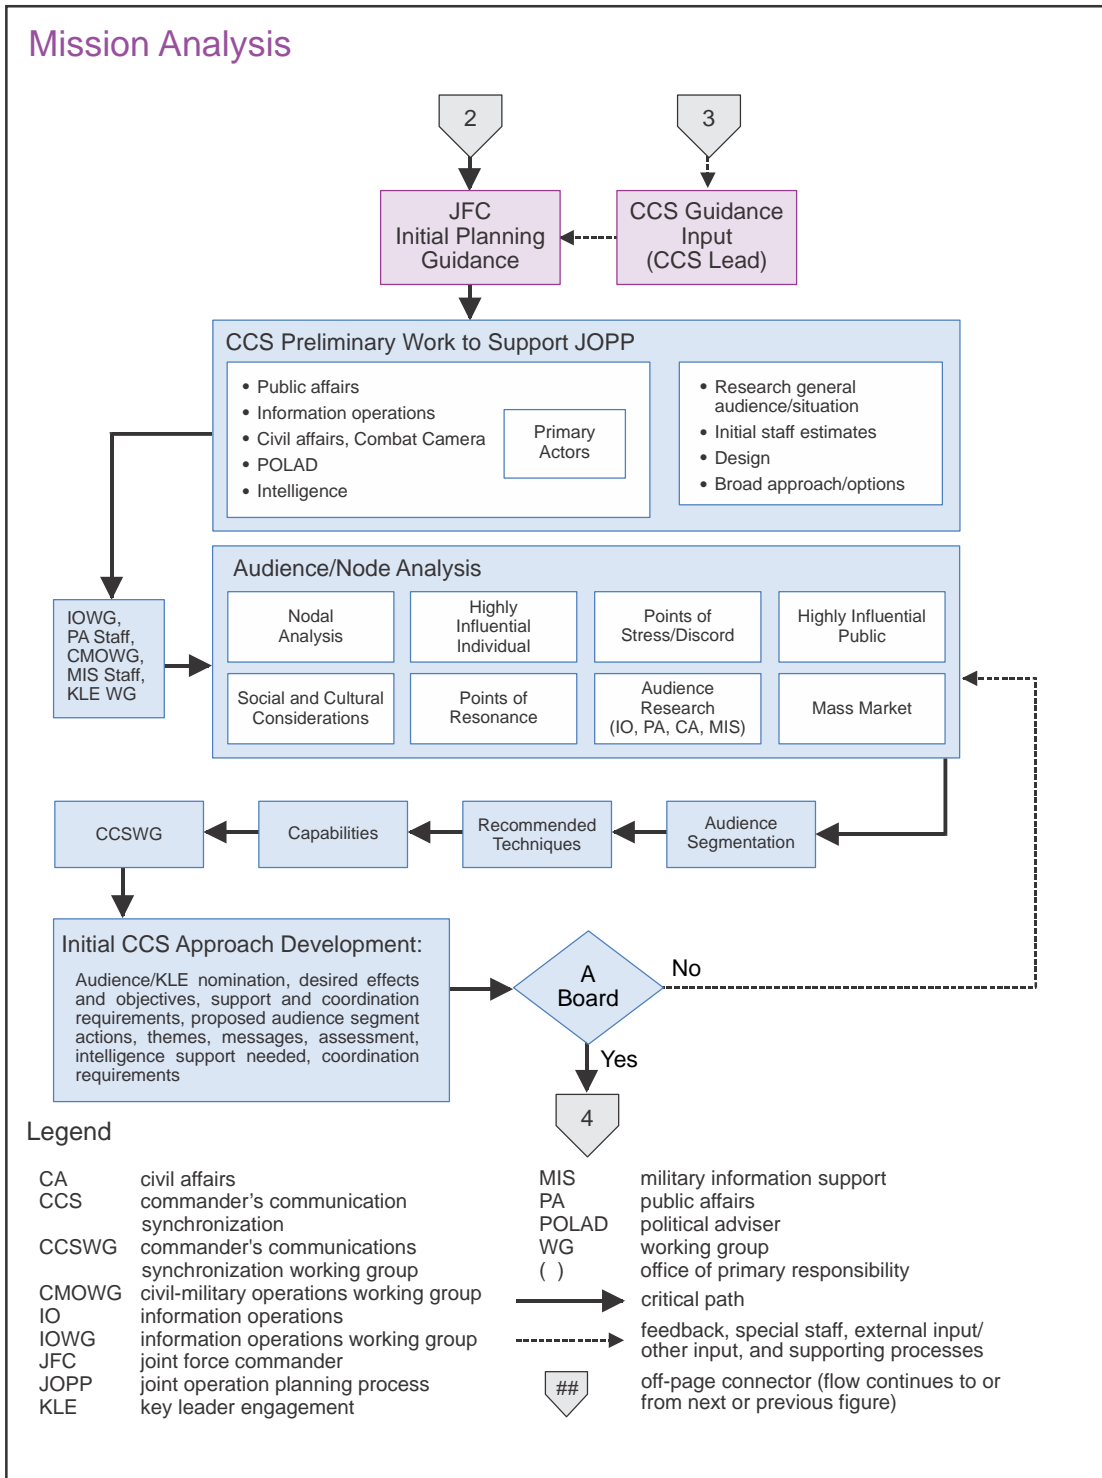 Mission Analysis
2
3
JFC
Initial Planning
Guidance
CCS Guidance
Input
(CCS Lead)
CCS Preliminary Work to Support JOPP
• Public affairs
• Information operations
• Civil affairs, Combat Camera
• POLAD
• Intelligence
Primary
Actors
• Research general
audience/situation
• Initial staff estimates
• Design
• Broad approach/options
IOWG,
PA Staff,
CMOWG,
MIS Staff,
KLE WG
Audience/Node Analysis
Nodal
Analysis
Highly
Influential
Individual
Points of
Stress/Discord
Highly Influential
Public
Social and Cultural
Considerations
Points of
Resonance
Audience
Research
(IO, PA, CA, MIS)
Mass Market
CCSWG
Capabilities
Recommended
Techniques
Audience
Segmentation
Initial CCS Approach Development:
Audience/KLE nomination, desired effects
and objectives, support and coordination
requirements, proposed audience segment
actions, themes, messages, assessment,
intelligence support needed, coordination
requirements
A
Board
No
Yes
4
Legend
CA civil affairs
CCS commander's communication
synchronization
CCSWG commander's communications
synchronization working group
CMOWG civil-military operations working group
IO information operations
IOWG information operations working group
JFC joint force commander
JOPP joint operation planning process
KLE key leader engagement
MIS military information support
PA public affairs
POLAD political adviser
WG working group
( ) office of primary responsibility
critical path
feedback, special staff, external input/
other input, and supporting processes
## off-page connector (flow continues to or
from next or previous figure)